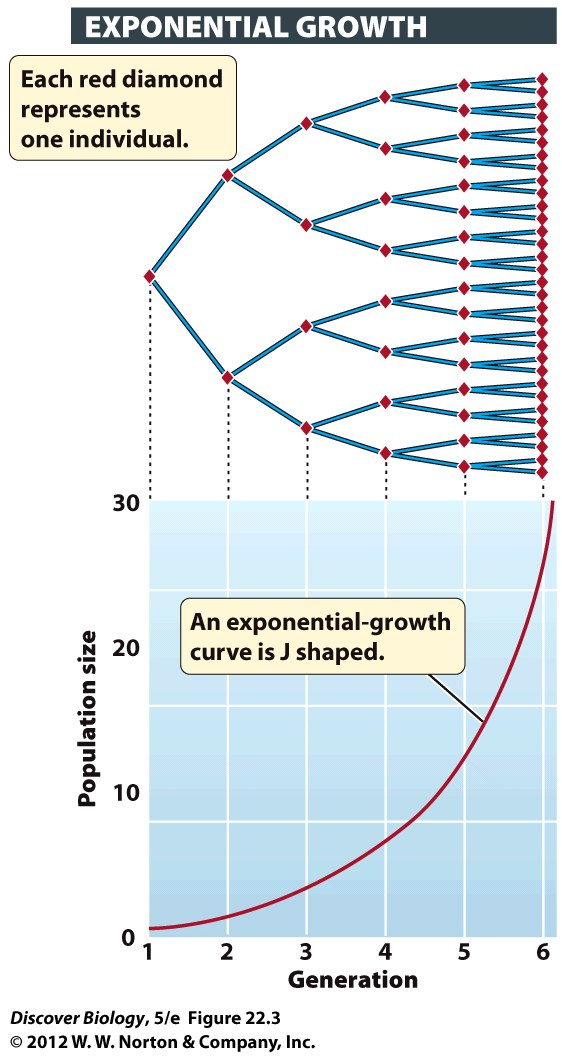 EXPONENTIAL GROWTH
Each red diamond
represents
one individual.
30
An exponential-growth
curve is J shaped.
20
Population size
10
0
1 2 3 4 5 6
Generation
Discover Biology, 5/e Figure 22.3
© 2012 W. W. Norton & Company, Inc.